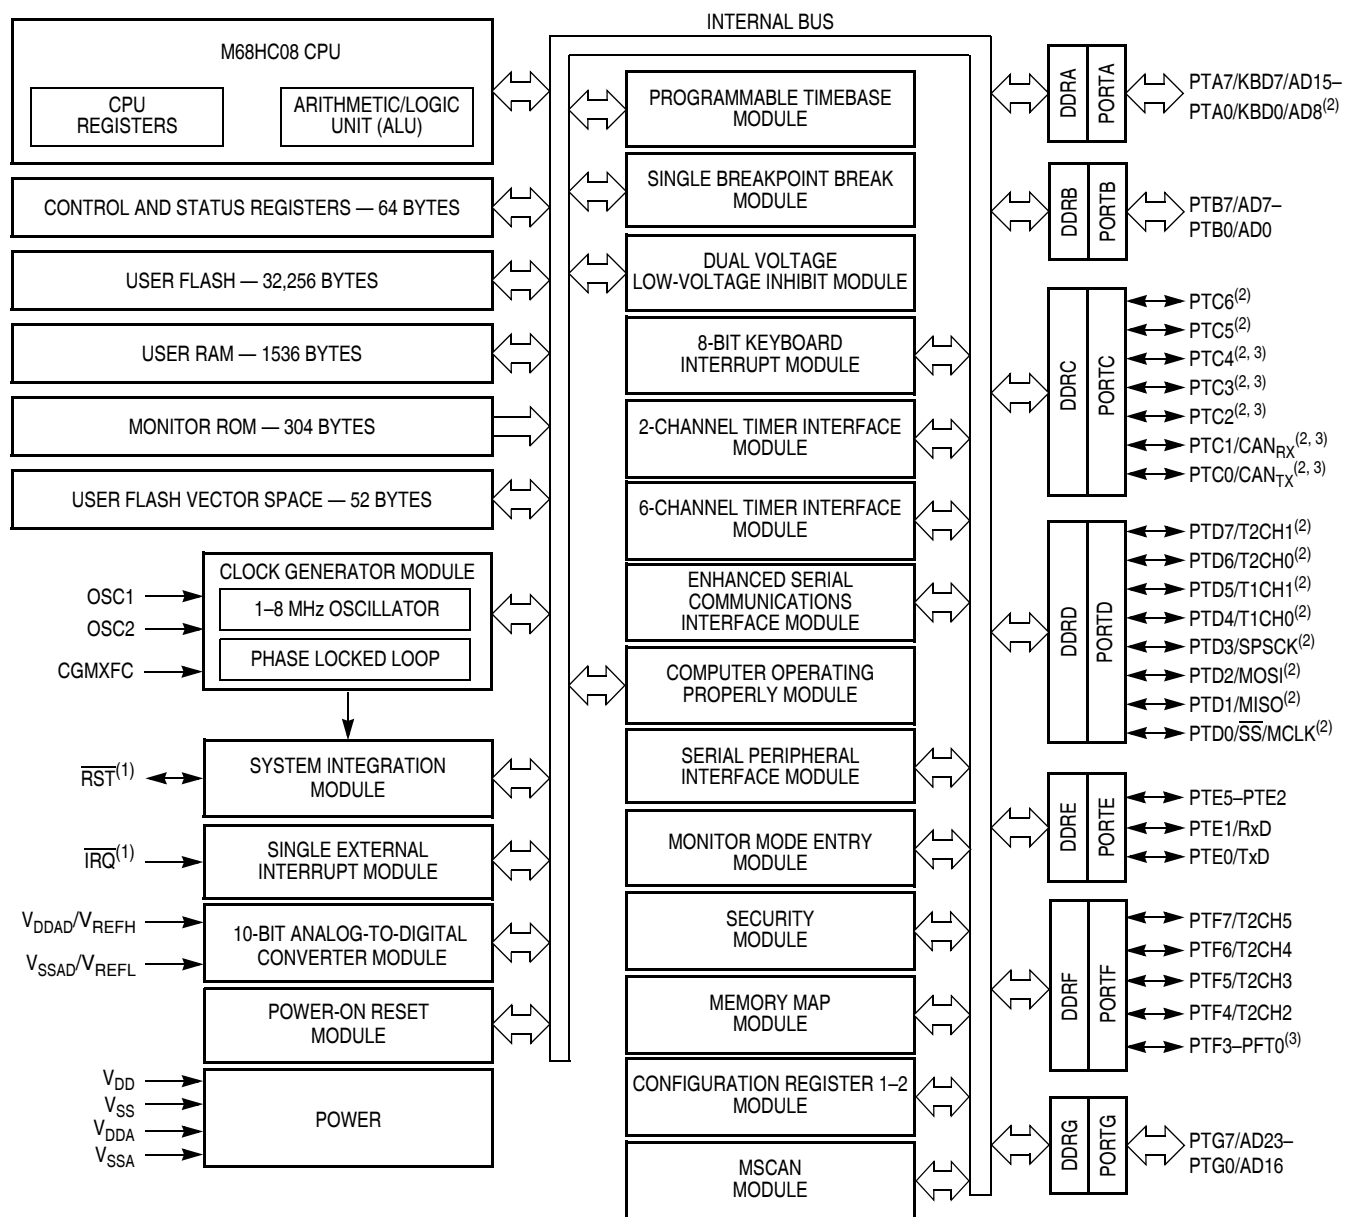 INTERNAL BUS
M68HC08 CPU
CPU
REGISTERS
ARITHMETIC/LOGIC
UNIT (ALU)
CONTROL AND STATUS REGISTERS — 64 BYTES
USER FLASH — 32,256 BYTES
USER RAM — 1536 BYTES
MONITOR ROM — 304 BYTES
USER FLASH VECTOR SPACE — 52 BYTES
CLOCK GENERATOR MODULE
1–8 MHz OSCILLATOR
PHASE LOCKED LOOP
OSC1
OSC2
CGMXFC
SYSTEM INTEGRATION
MODULE
RST(1)
SINGLE EXTERNAL
INTERRUPT MODULE
IRQ(1)
10-BIT ANALOG-TO-DIGITAL
CONVERTER MODULE
VDDAD/VREFH
VSSAD/VREFL
POWER-ON RESET
MODULE
POWER
VDD
VSS
VDDA
VSSA
PROGRAMMABLE TIMEBASE
MODULE
SINGLE BREAKPOINT BREAK
MODULE
DUAL VOLTAGE
LOW-VOLTAGE INHIBIT MODULE
8-BIT KEYBOARD
INTERRUPT MODULE
2-CHANNEL TIMER INTERFACE
MODULE
6-CHANNEL TIMER INTERFACE
MODULE
ENHANCED SERIAL
COMMUNICATIONS
INTERFACE MODULE
COMPUTER OPERATING
PROPERLY MODULE
SERIAL PERIPHERAL
INTERFACE MODULE
MONITOR MODE ENTRY
MODULE
SECURITY
MODULE
MEMORY MAP
MODULE
CONFIGURATION REGISTER 1–2
MODULE
MSCAN
MODULE
DDRA
PORTA
PTA7/KBD7/AD15–
PTA0/KBD0/AD8(2)
DDRB
PORTB
PTB7/AD7–
PTB0/AD0
DDRC
PORTC
PTC6(2)
PTC5(2)
PTC4(2, 3)
PTC3(2, 3)
PTC2(2, 3)
PTC1/CANRX(2, 3)
PTC0/CANTX(2, 3)
DDRD
PORTD
PTD7/T2CH1(2)
PTD6/T2CH0(2)
PTD5/T1CH1(2)
PTD4/T1CH0(2)
PTD3/SPSCK(2)
PTD2/MOSI(2)
PTD1/MISO(2)
PTD0/SS/MCLK(2)
DDRE
PORTE
PTE5–PTE2
PTE1/RxD
PTE0/TxD
DDRF
PORTF
PTF7/T2CH5
PTF6/T2CH4
PTF5/T2CH3
PTF4/T2CH2
PTF3–PFT0(3)
DDRG
PORTG
PTG7/AD23–
PTG0/AD16